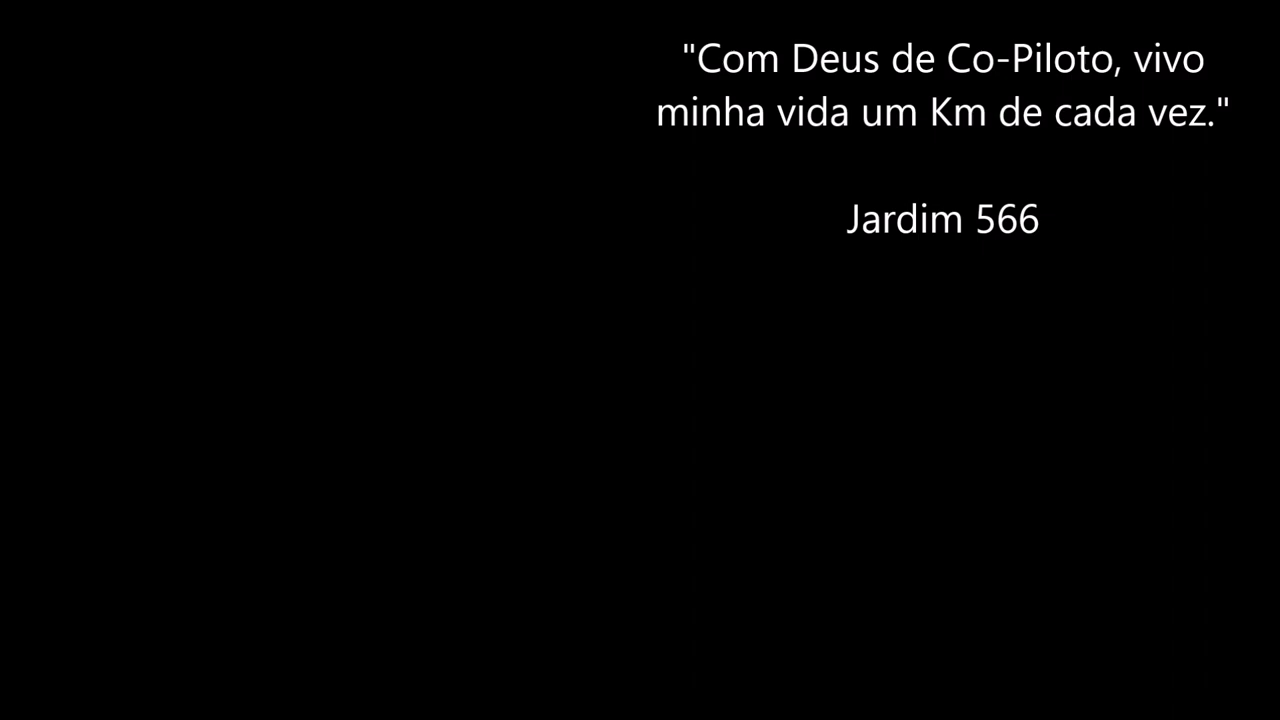 "Com Deus de Co-Piloto, vivo
minha vida um Km de cada vez."
Jardim 566